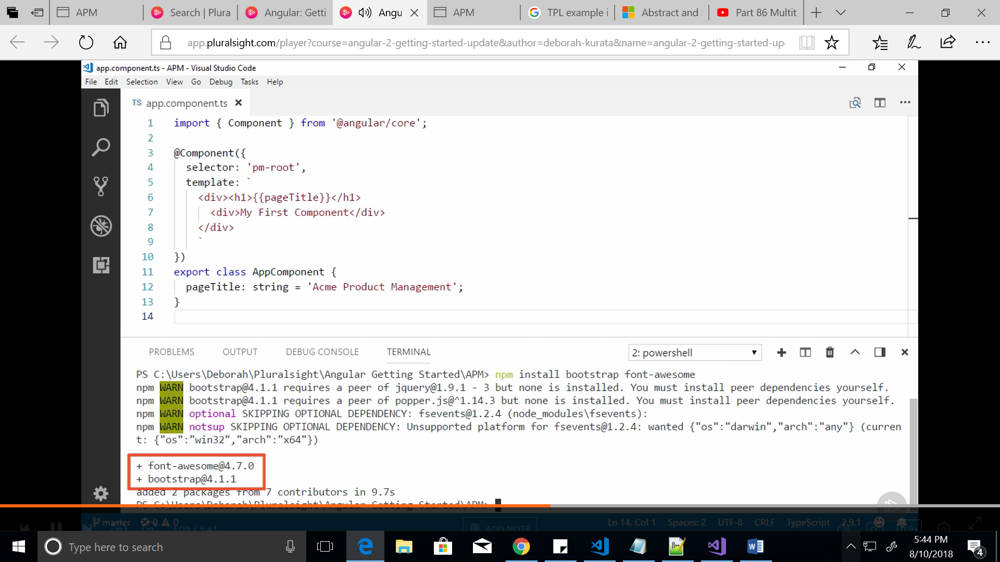 APM
Search | Plura
Angular: Getti
Angu
APM
TPL example i
Abstract and
Part 86 Multit
app.pluralsight.com/player?course=angular-2-getting-started-update&author=deborah-kurata&name=angular-2-getting-started-up
app.component.ts - APM - Visual Studio Code
File Edit Selection View Go Debug Tasks Help
TS app.component.ts
1 import { Component } from '@angular/core';
2
3 @Component({
4 selector: 'pm-root',
5 template: `
6 <div><h1>{{pageTitle}}</h1>
7 <div>My First Component</div>
8 </div>
9 `
10 })
11 export class AppComponent {
12 pageTitle: string = 'Acme Product Management';
13 }
14
PROBLEMS OUTPUT DEBUG CONSOLE TERMINAL 2: powershell
PS C:\Users\Deborah\Pluralsight\Angular Getting Started\APM> npm install bootstrap font-awesome
npm WARN bootstrap@4.1.1 requires a peer of jquery@1.9.1 - 3 but none is installed. You must install peer dependencies yourself.
npm WARN bootstrap@4.1.1 requires a peer of popper.js@^1.14.3 but none is installed. You must install peer dependencies yourself.
npm WARN optional SKIPPING OPTIONAL DEPENDENCY: fsevents@1.2.4 (node_modules\fsevents):
npm WARN notsup SKIPPING OPTIONAL DEPENDENCY: Unsupported platform for fsevents@1.2.4: wanted {"os":"darwin","arch":"any"} (curren
t: {"os":"win32","arch":"x64"})
+ font-awesome@4.7.0
+ bootstrap@4.1.1
added 2 packages from 7 contributors in 9.7s
PS C:\Users\Deborah\Pluralsight\Angular Getting Started\APM>
master 0 0 Ln 14, Col 1 Spaces: 2 UTF-8 CRLF TypeScript 2.9.1
3:09 / 5:43 ADD NOTE
Type here to search
5:44 PM
8/10/2018
4